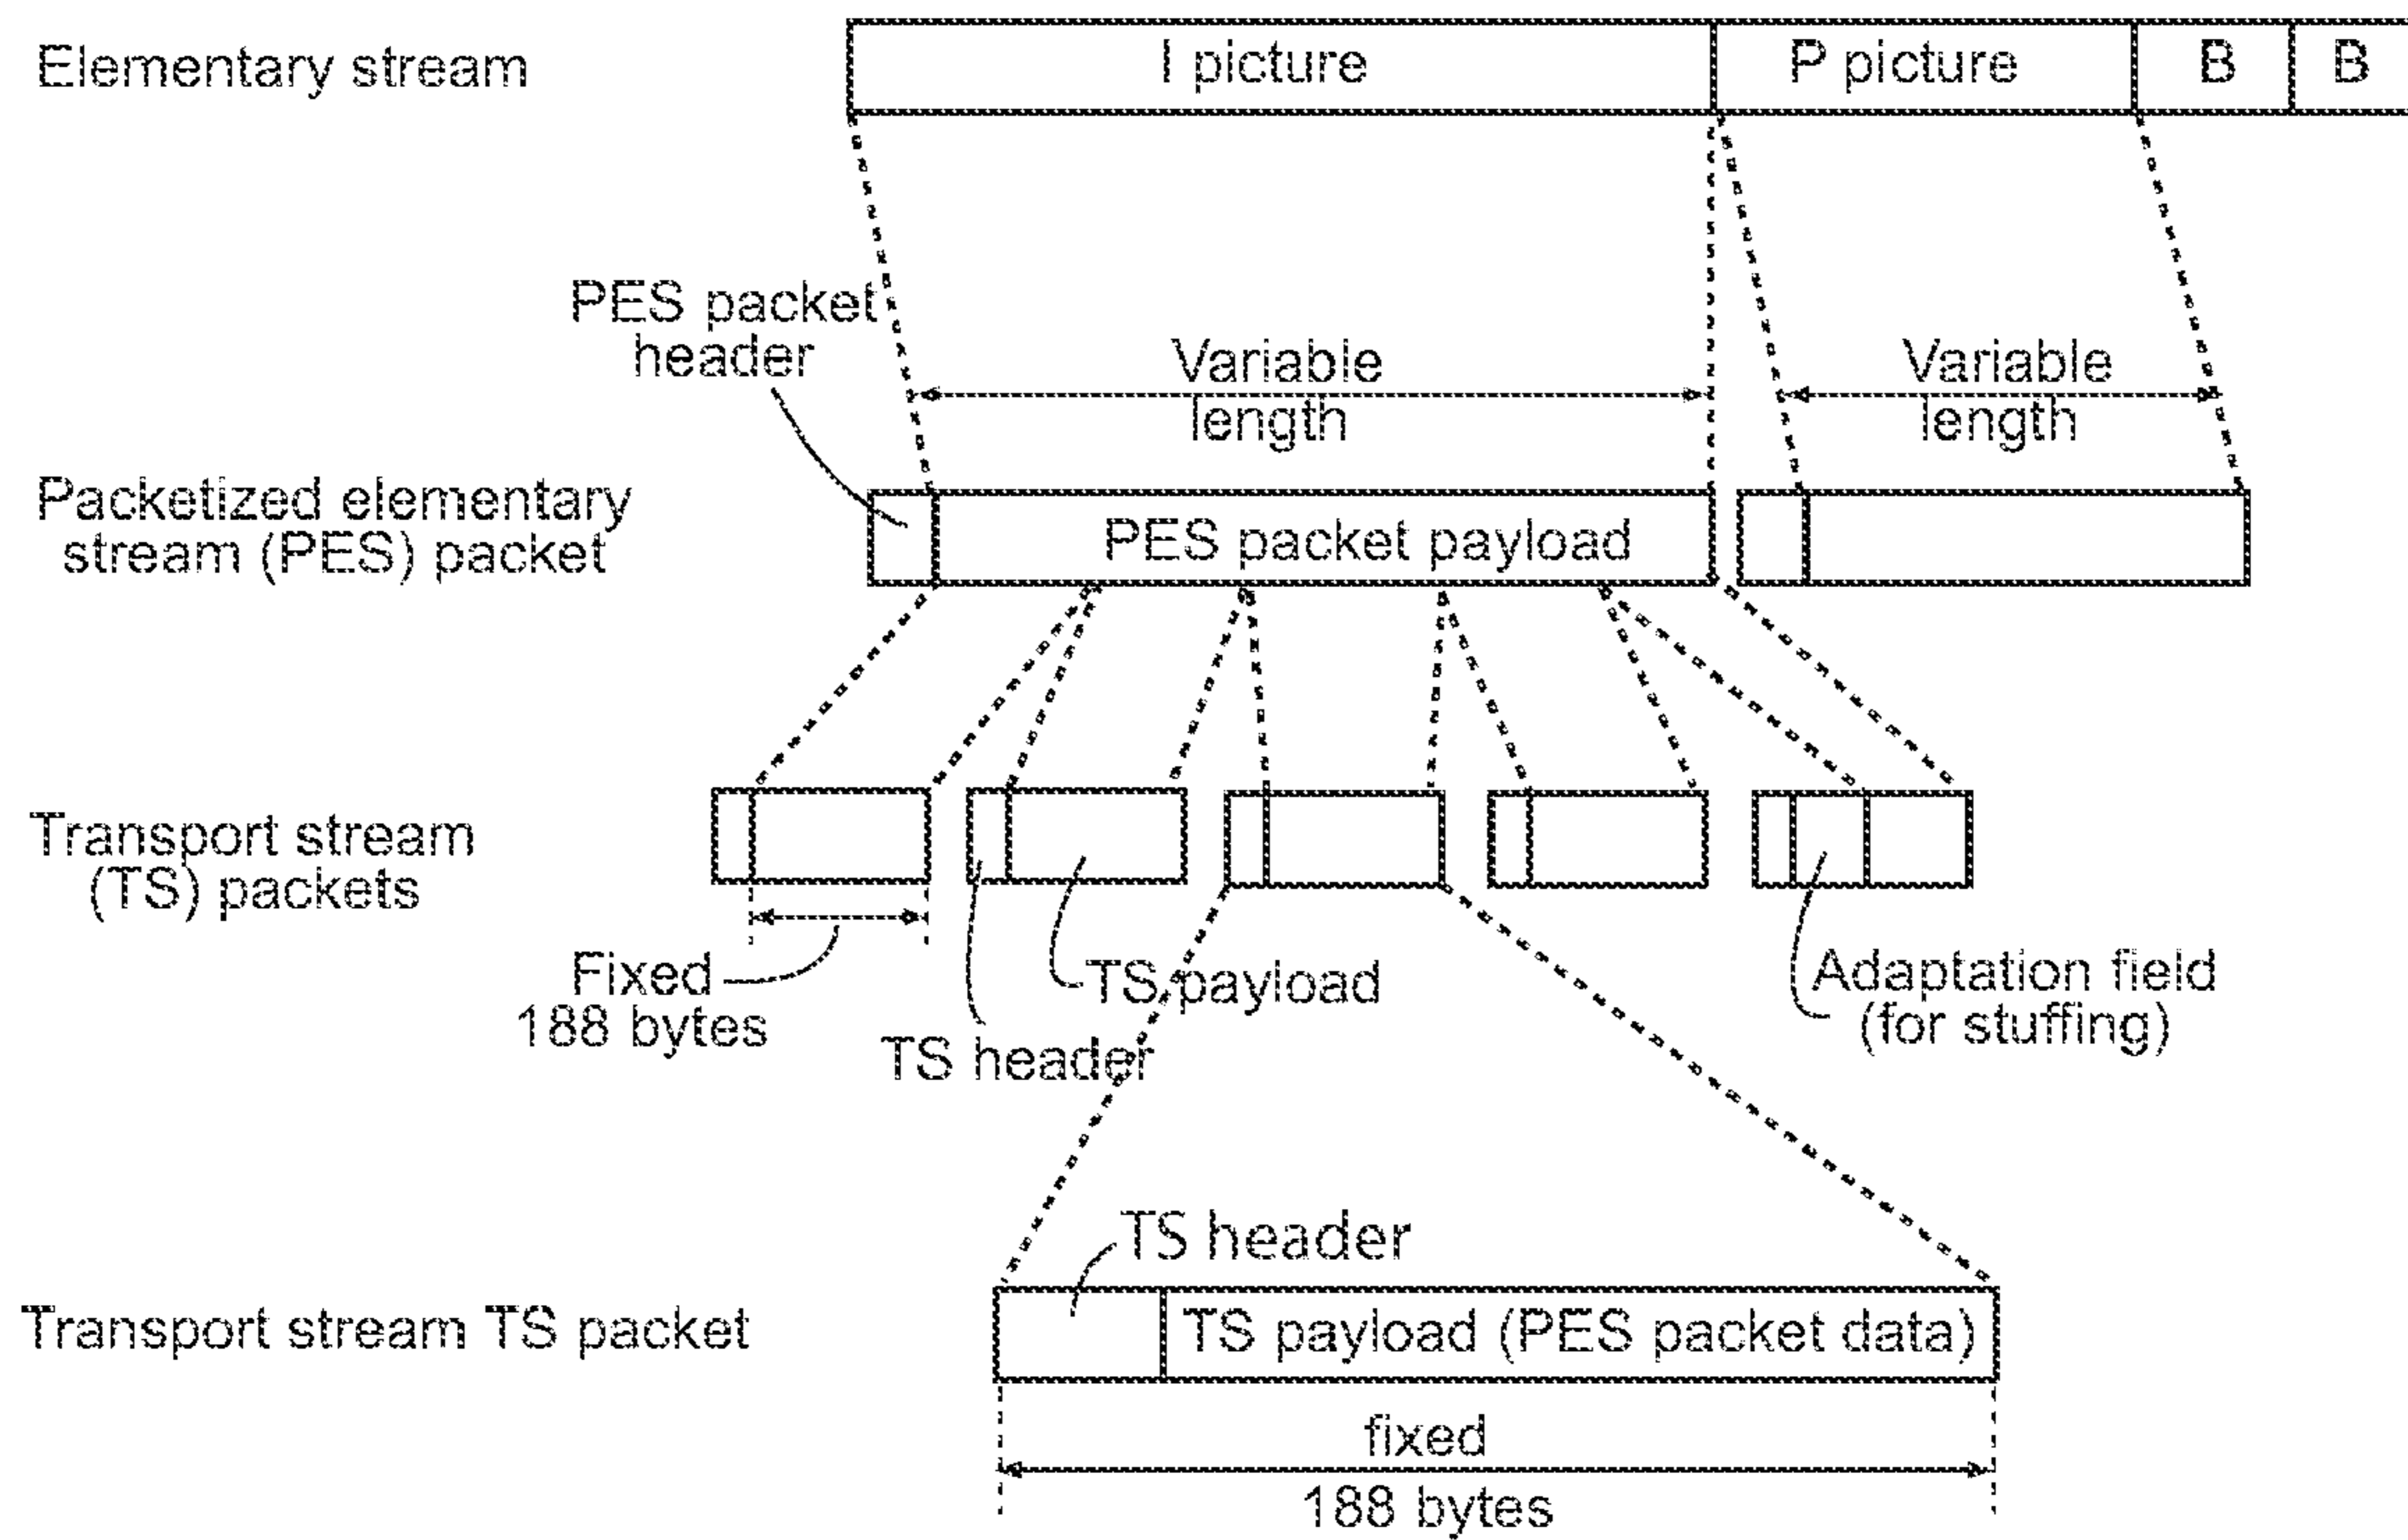 Elementary stream
I picture
P picture
B
B
PES packet
header
Variable
length
Variable
length
Packetized elementary
stream (PES) packet
PES packet payload
Transport stream
(TS) packets
Fixed
188 bytes
TS payload
TS header
Adaptation field
(for stuffing)
TS header
Transport stream TS packet
TS payload (PES packet data)
fixed
188 bytes